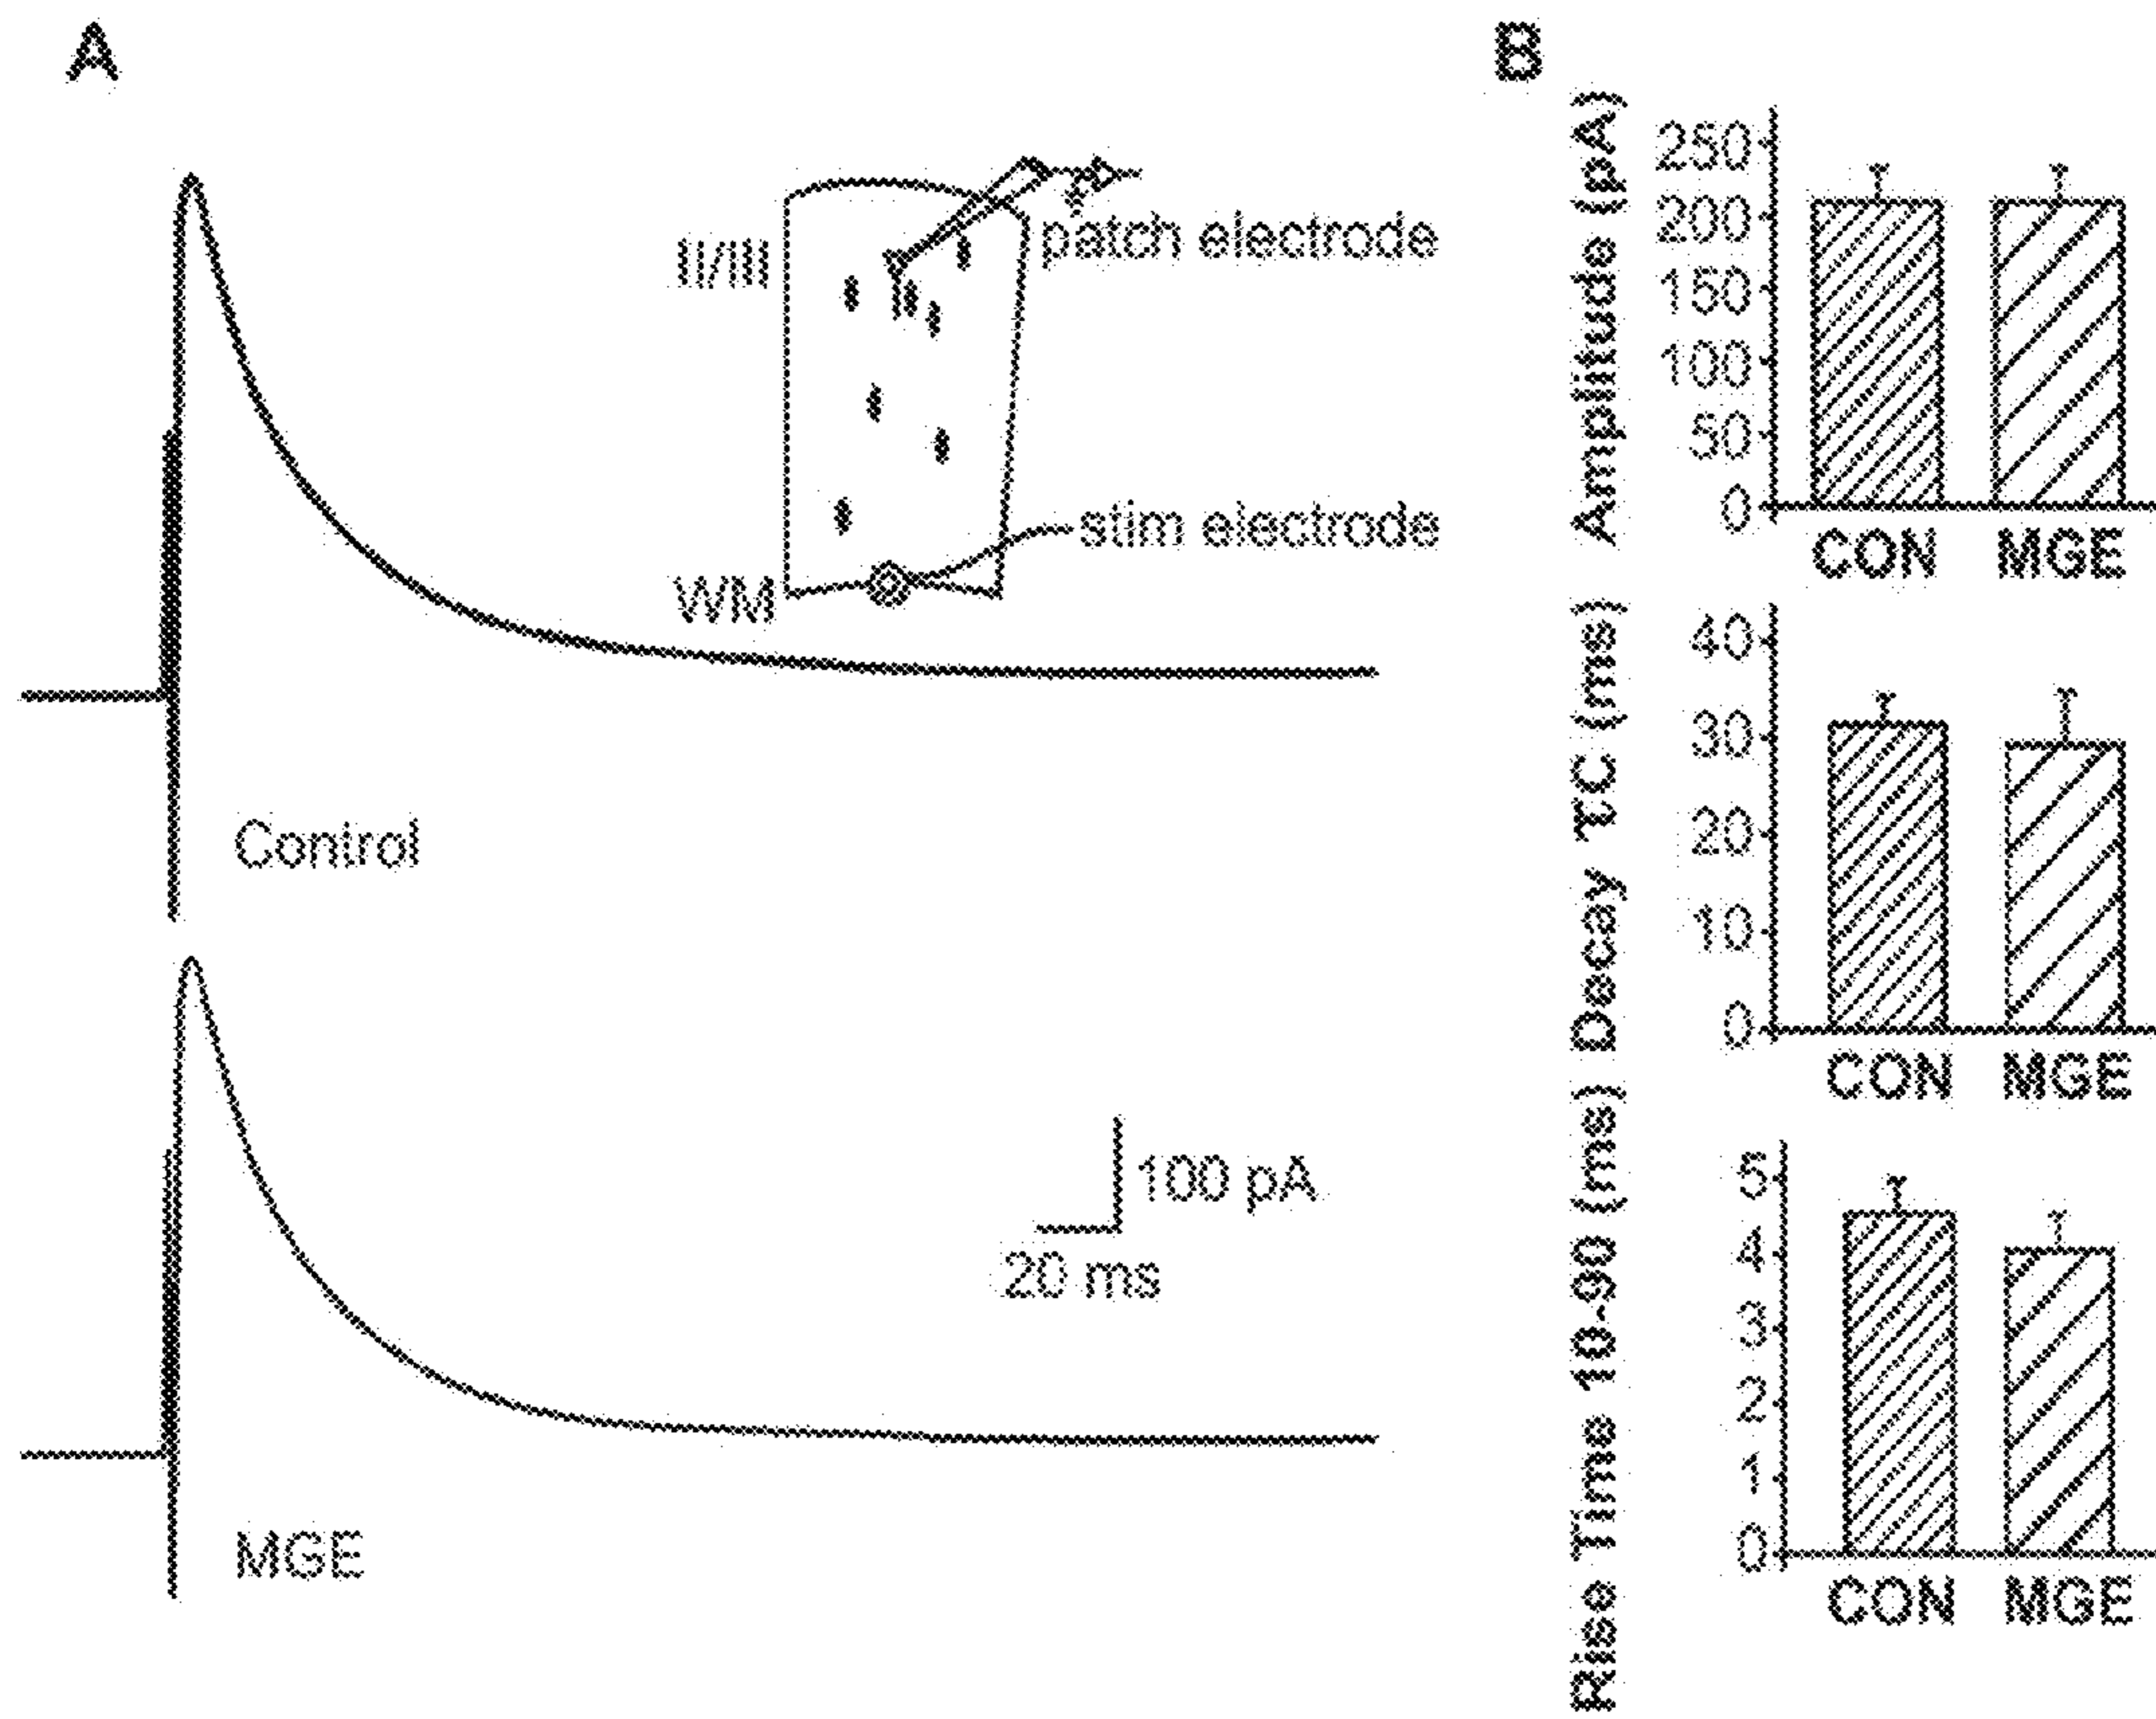 A
II/III
patch electrode
stim electrode
WM
Control
100 pA
20 ms
MGE
B
Amplitude (pA)
250
200
150
100
50
0
CON MGE
Decay TC (ms)
40
30
20
10
0
CON MGE
Rise Time 10-90 (ms)
5
4
3
2
1
0
CON MGE